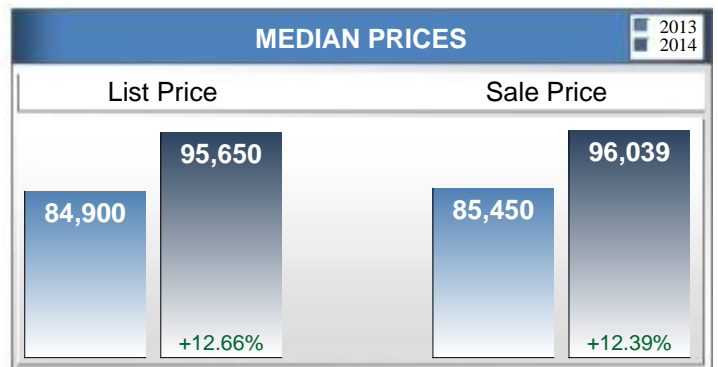 MEDIAN PRICES
2013
2014
List Price
Sale Price
84,900
95,650
+12.66%
85,450
96,039
+12.39%